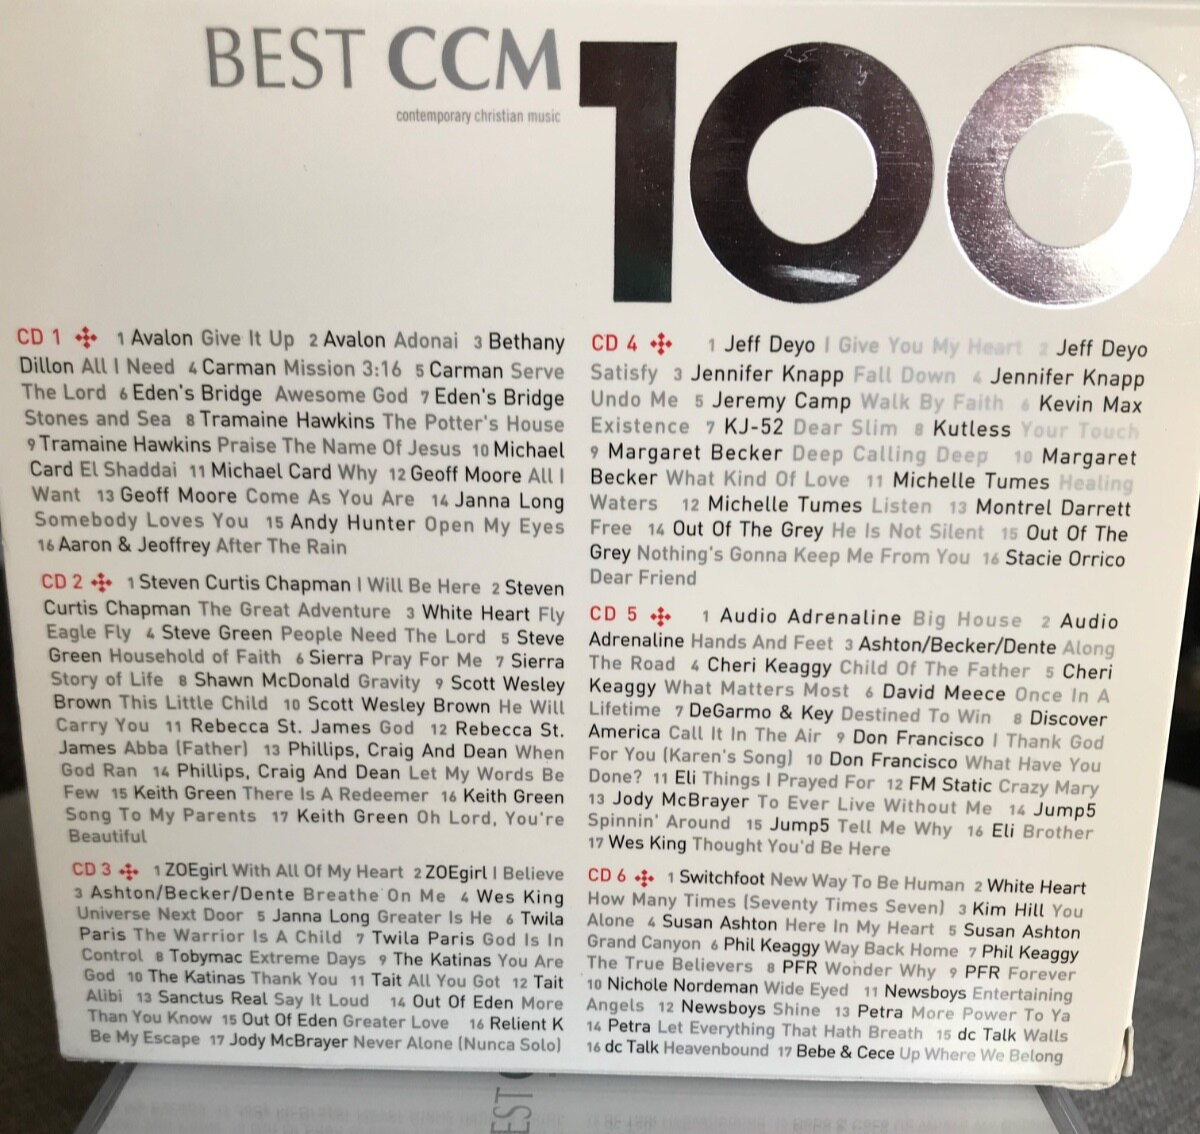 BEST CCM 100
contemporary christian music
CD 1 1 Avalon Give It Up 2 Avalon Adonai 3 Bethany
Dillon All I Need 4 Carman Mission 3:16 5 Carman Serve
The Lord 6 Eden's Bridge Awesome God 7 Eden's Bridge
Stones and Sea 8 Tramaine Hawkins The Potter's House
9 Tramaine Hawkins Praise The Name Of Jesus 10 Michael
Card El Shaddai 11 Michael Card Why 12 Geoff Moore All I
Want 13 Geoff Moore Come As You Are 14 Janna Long
Somebody Loves You 15 Andy Hunter Open My Eyes
16 Aaron & Jeoffrey After The Rain
CD 2 1 Steven Curtis Chapman I Will Be Here 2 Steven
Curtis Chapman The Great Adventure 3 White Heart Fly
Eagle Fly 4 Steve Green People Need The Lord 5 Steve
Green Household of Faith 6 Sierra Pray For Me 7 Sierra
Story of Life 8 Shawn McDonald Gravity 9 Scott Wesley
Brown This Little Child 10 Scott Wesley Brown He Will
Carry You 11 Rebecca St. James God 12 Rebecca St.
James Abba (Father) 13 Phillips, Craig And Dean When
God Ran 14 Phillips, Craig And Dean Let My Words Be
Few 15 Keith Green There Is A Redeemer 16 Keith Green
Song To My Parents 17 Keith Green Oh Lord, You're
Beautiful
CD 3 1 ZOEgirl With All Of My Heart 2 ZOEgirl I Believe
3 Ashton/Becker/Dente Breathe On Me 4 Wes King
Universe Next Door 5 Janna Long Greater Is He 6 Twila
Paris The Warrior Is A Child 7 Twila Paris God Is In
Control 8 Tobymac Extreme Days 9 The Katinas You Are
God 10 The Katinas Thank You 11 Tait All You Got 12 Tait
Alibi 13 Sanctus Real Say It Loud 14 Out Of Eden More
Than You Know 15 Out Of Eden Greater Love 16 Relient K
Be My Escape 17 Jody McBrayer Never Alone (Nunca Solo)
CD 4 1 Jeff Deyo I Give You My Heart 2 Jeff Deyo
Satisfy 3 Jennifer Knapp Fall Down 4 Jennifer Knapp
Undo Me 5 Jeremy Camp Walk By Faith 6 Kevin Max
Existence 7 KJ-52 Dear Slim 8 Kutless Your Touch
9 Margaret Becker Deep Calling Deep 10 Margaret
Becker What Kind Of Love 11 Michelle Tumes Healing
Waters 12 Michelle Tumes Listen 13 Montrel Darrett
Free 14 Out Of The Grey He Is Not Silent 15 Out Of The
Grey Nothing's Gonna Keep Me From You 16 Stacie Orrico
Dear Friend
CD 5 1 Audio Adrenaline Big House 2 Audio
Adrenaline Hands And Feet 3 Ashton/Becker/Dente Along
The Road 4 Cheri Keaggy Child Of The Father 5 Cheri
Keaggy What Matters Most 6 David Meece Once In A
Lifetime 7 DeGarmo & Key Destined To Win 8 Discover
America Call It In The Air 9 Don Francisco I Thank God
For You (Karen's Song) 10 Don Francisco What Have You
Done? 11 Eli Things I Prayed For 12 FM Static Crazy Mary
13 Jody McBrayer To Ever Live Without Me 14 Jump5
Spinnin' Around 15 Jump5 Tell Me Why 16 Eli Brother
17 Wes King Thought You'd Be Here
CD 6 1 Switchfoot New Way To Be Human 2 White Heart
How Many Times (Seventy Times Seven) 3 Kim Hill You
Alone 4 Susan Ashton Here In My Heart 5 Susan Ashton
Grand Canyon 6 Phil Keaggy Way Back Home 7 Phil Keaggy
The True Believers 8 PFR Wonder Why 9 PFR Forever
10 Nichole Nordeman Wide Eyed 11 Newsboys Entertaining
Angels 12 Newsboys Shine 13 Petra More Power To Ya
14 Petra Let Everything That Hath Breath 15 dc Talk Walls
16 dc Talk Heavenbound 17 Bebe & Cece Up Where We Belong